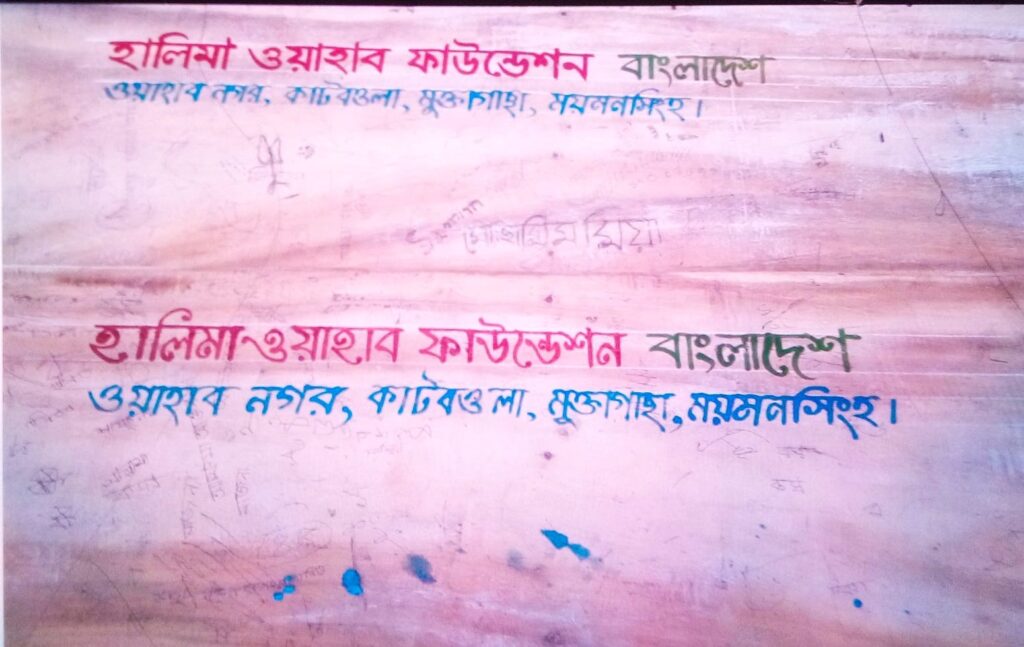 হালিমা ওয়াহাব ফাউন্ডেশন বাংলাদেশ
ওয়াহাব নগর, কাটবওলা, মুক্তাগাছা, ময়মনসিংহ।
মিয়া
হালিমা ওয়াহাব ফাউন্ডেশন বাংলাদেশ
ওয়াহাব নগর, কাটবওলা, মুক্তাগাছা, ময়মনসিংহ।